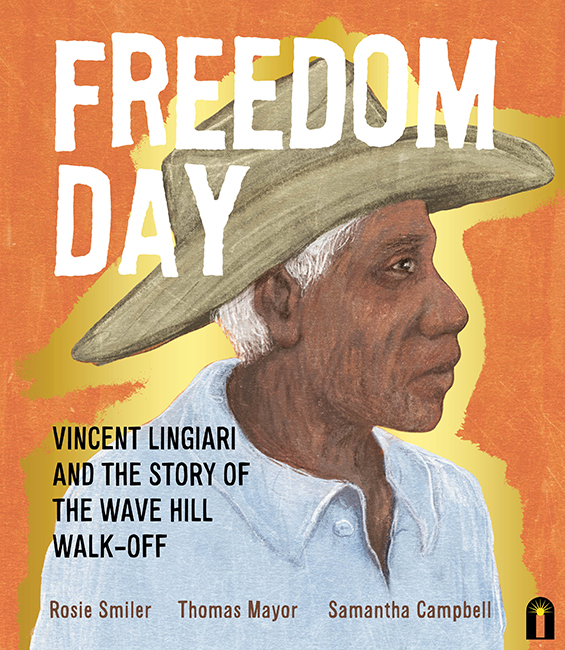 FREEDOM
DAY
VINCENT LINGIARI
AND THE STORY OF
THE WAVE HILL
WALK-OFF
Rosie Smiler Thomas Mayor Samantha Campbell